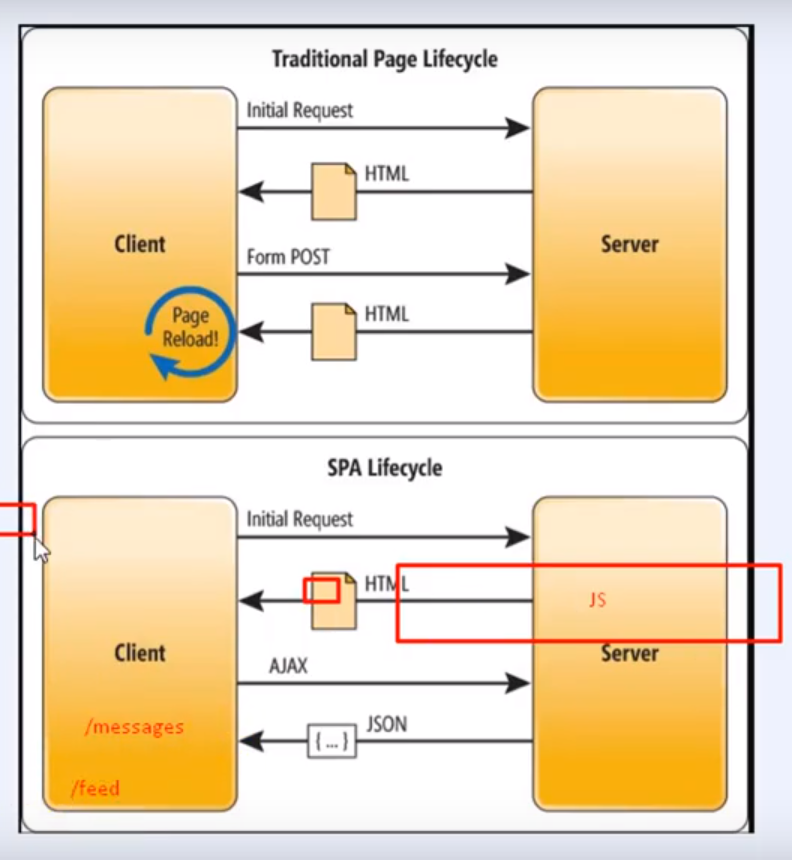 Traditional Page Lifecycle
Initial Request
HTML
Client
Server
Form POST
Page
Reload!
HTML
SPA Lifecycle
Initial Request
HTML
JS
Client
Server
AJAX
/messages
JSON
{...}
/feed